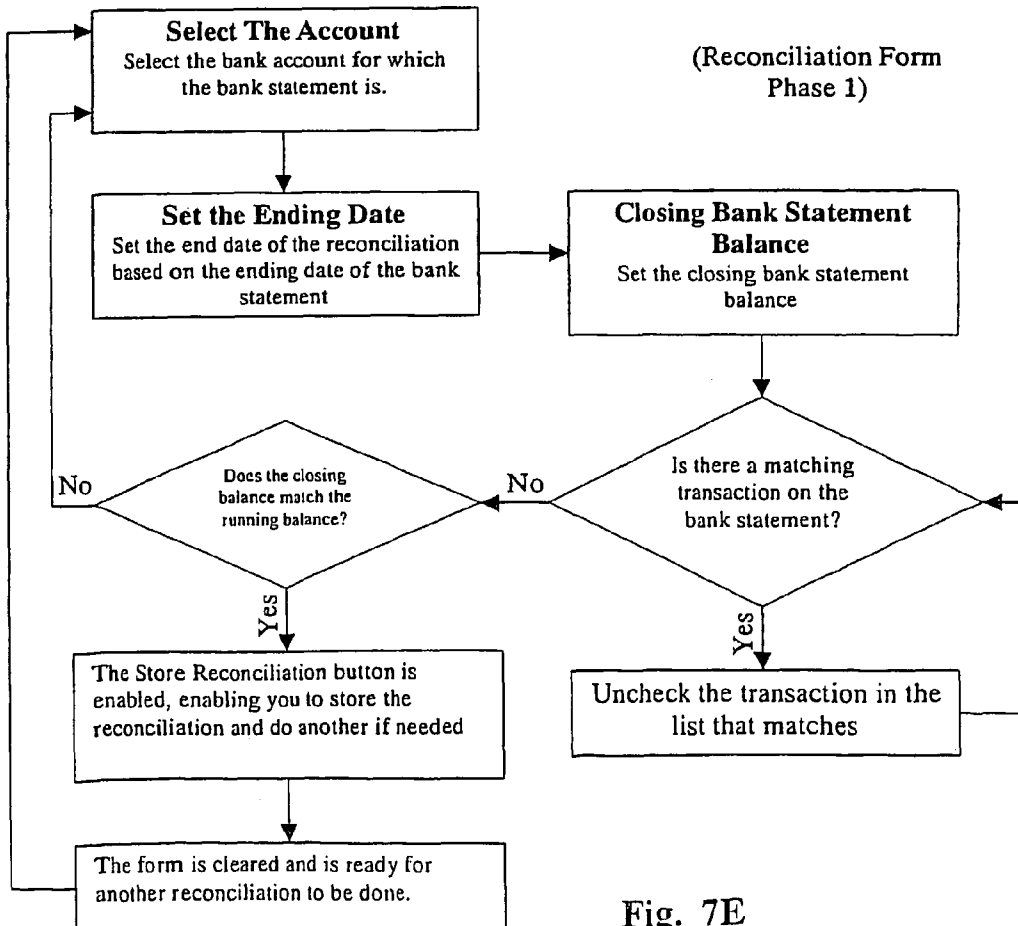 Select The Account
Select the bank account for which
the bank statement is.
(Reconciliation Form
Phase 1)
Set the Ending Date
Set the end date of the reconciliation
based on the ending date of the bank
statement
Closing Bank Statement
Balance
Set the closing bank statement
balance
Is there a matching
transaction on the
bank statement?
No
Does the closing
balance match the
running balance?
No
Yes
Yes
The Store Reconciliation button is
enabled, enabling you to store the
reconciliation and do another if needed
Uncheck the transaction in the
list that matches
The form is cleared and is ready for
another reconciliation to be done.
Fig. 7E